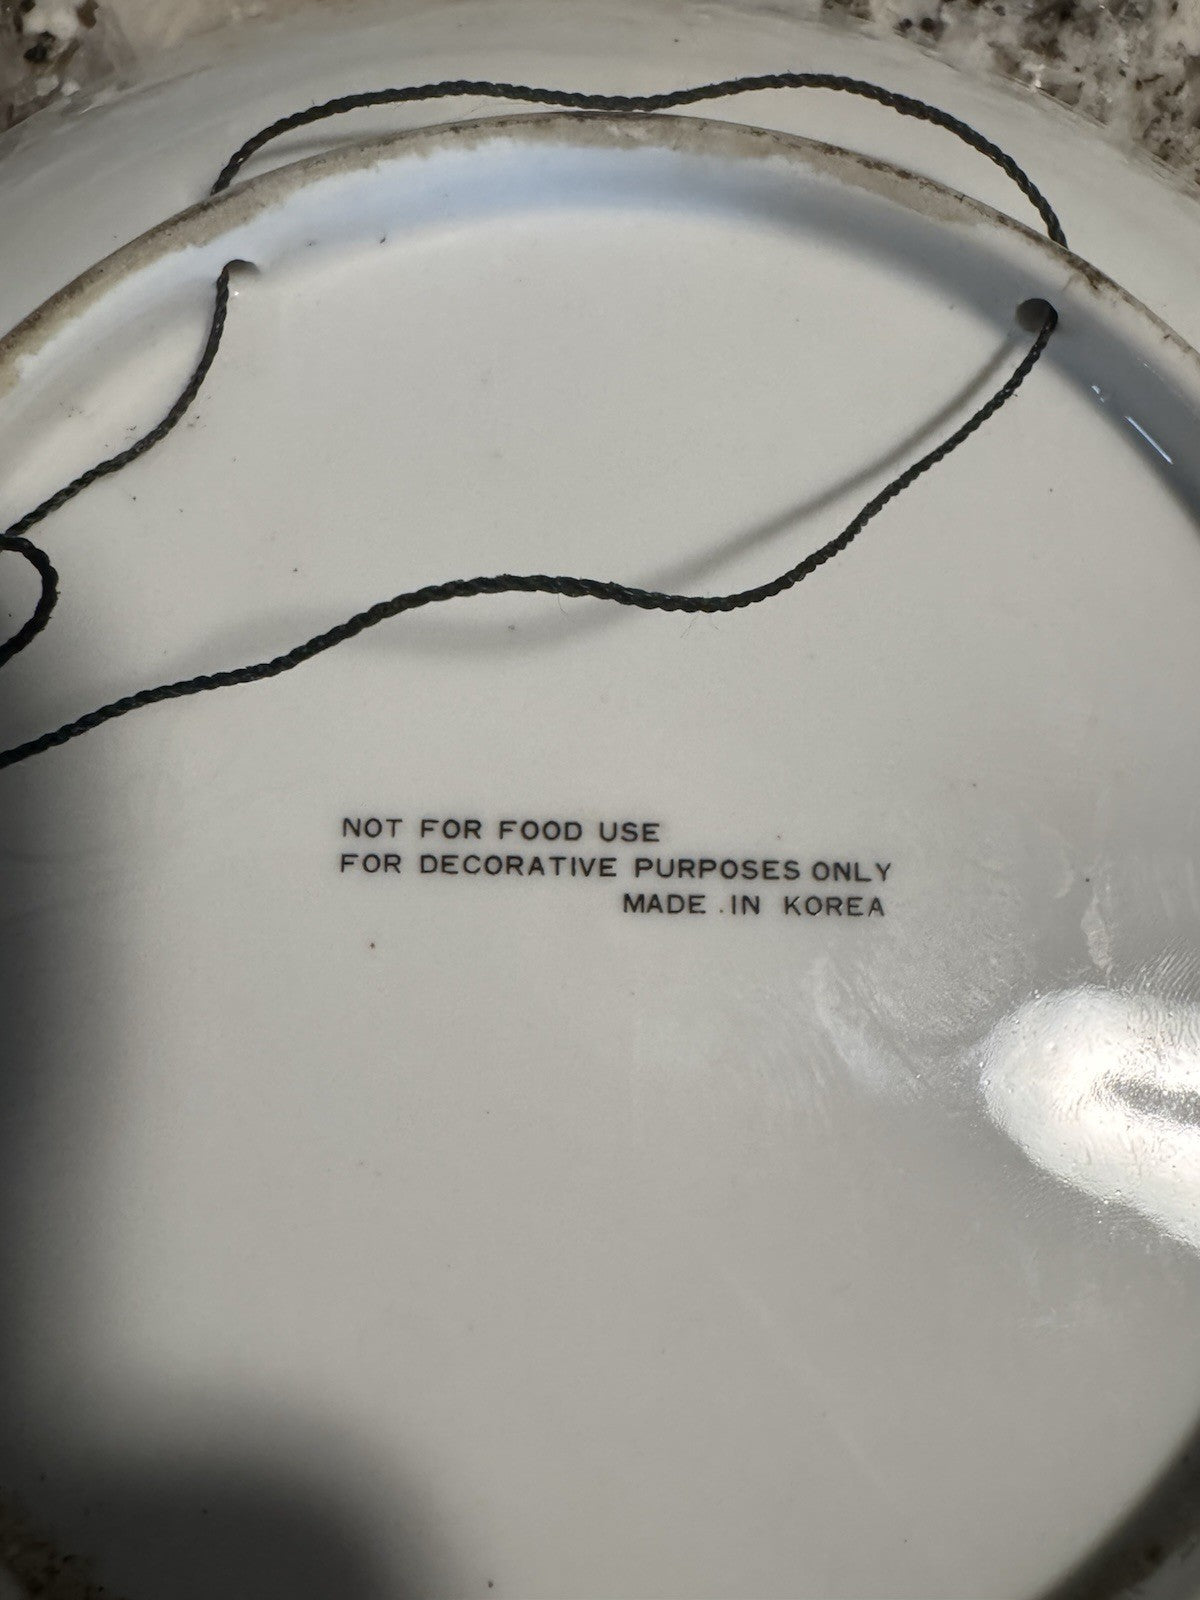 NOT FOR FOOD USE
FOR DECORATIVE PURPOSES ONLY
MADE IN KOREA